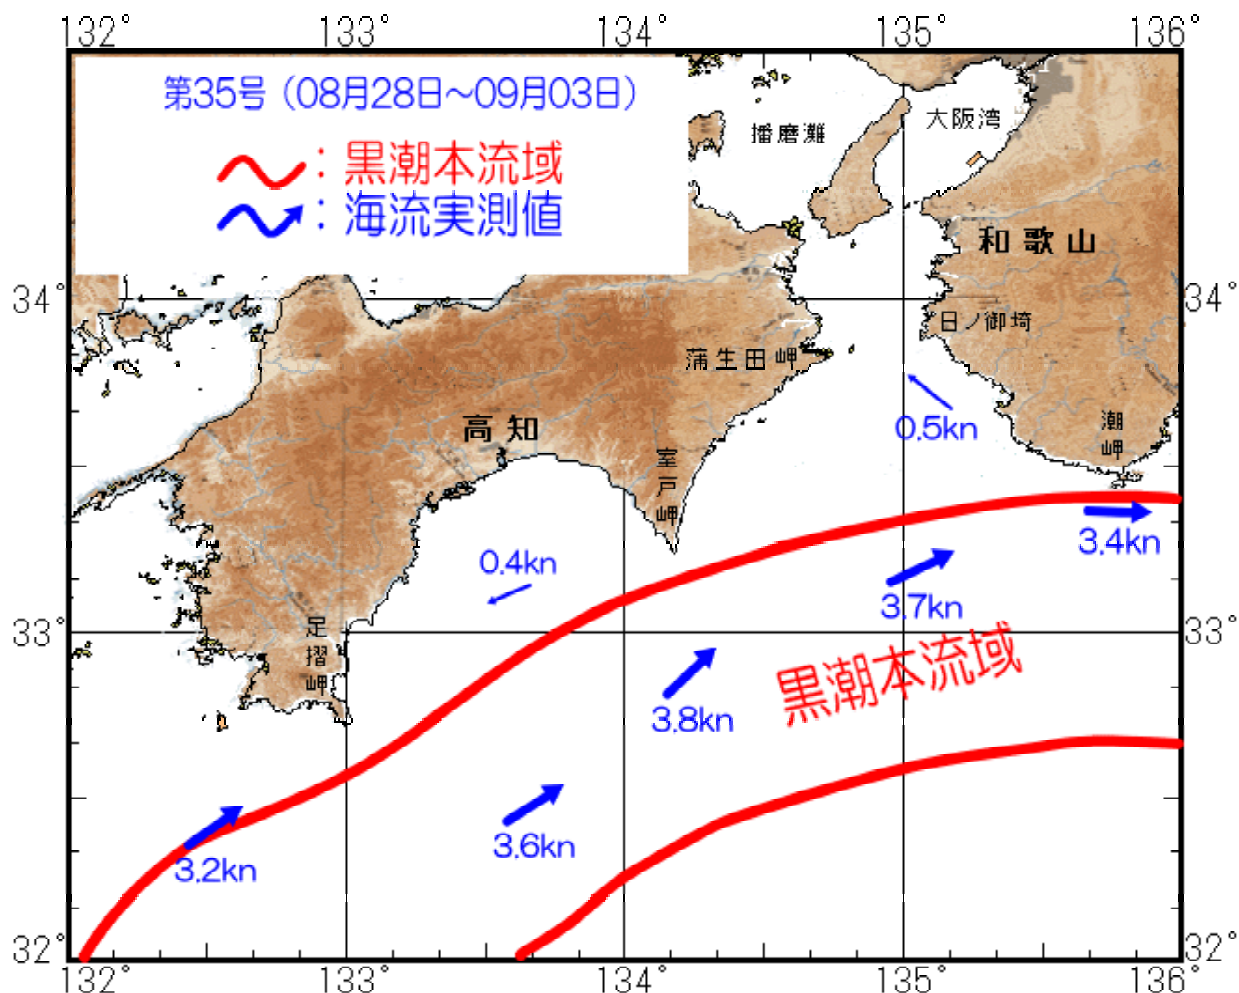 132° 133° 134° 135° 136°
第35号（08月28日～09月03日）
：黒潮本流域
：海流実測値
播磨灘
大阪湾
和歌山
34° 34°
日ノ御埼
蒲生田岬
0.5kn
高知
潮岬
室戸岬
3.4kn
0.4kn
3.7kn
33° 33°
足摺岬
黒潮本流域
3.8kn
3.6kn
3.2kn
32° 32°
132° 133° 134° 135° 136°